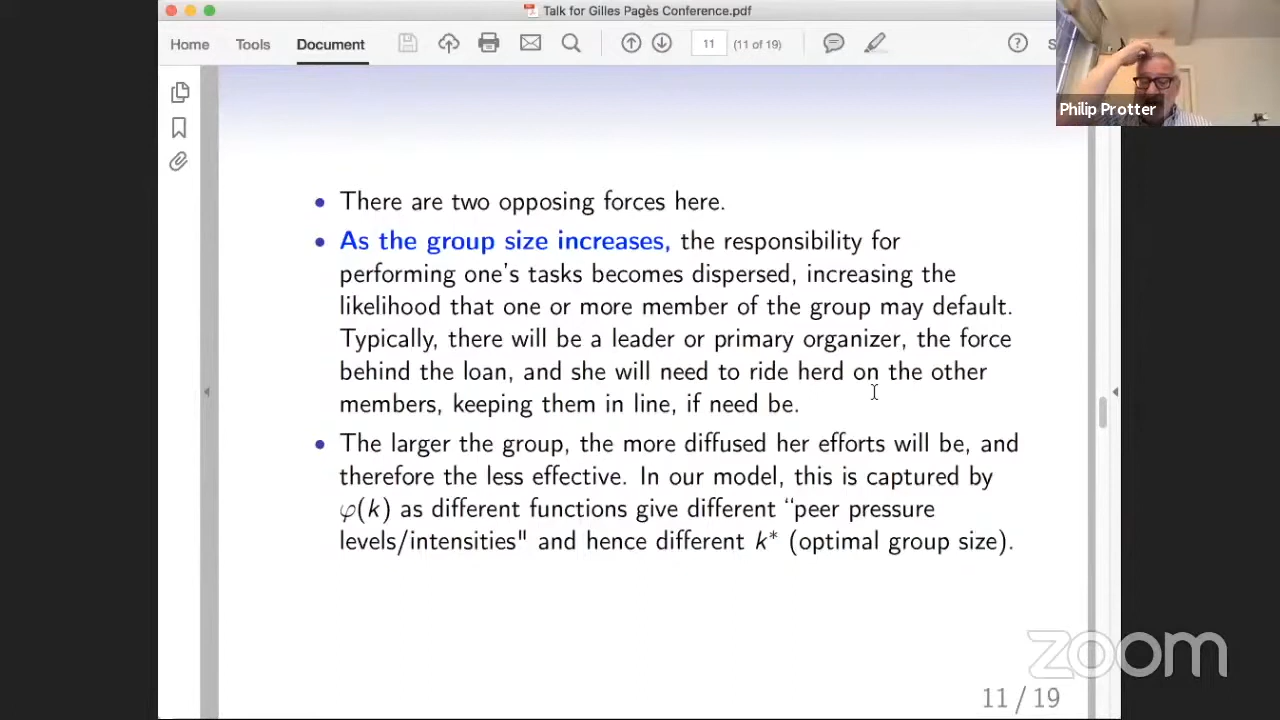 Talk for Gilles Pagès Conference.pdf
Home Tools Document 11 (11 of 19) S
Philip Protter
• There are two opposing forces here.
• As the group size increases, the responsibility for
performing one's tasks becomes dispersed, increasing the
likelihood that one or more member of the group may default.
Typically, there will be a leader or primary organizer, the force
behind the loan, and she will need to ride herd on the other
members, keeping them in line, if need be.
• The larger the group, the more diffused her efforts will be, and
therefore the less effective. In our model, this is captured by
φ(k) as different functions give different “peer pressure
levels/intensities" and hence different k* (optimal group size).
zoom
11 / 19